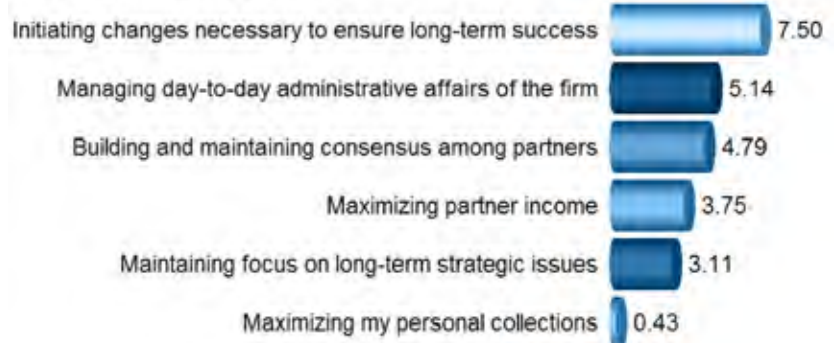 Initiating changes necessary to ensure long-term success 7.50
Managing day-to-day administrative affairs of the firm 5.14
Building and maintaining consensus among partners 4.79
Maximizing partner income 3.75
Maintaining focus on long-term strategic issues 3.11
Maximizing my personal collections 0.43